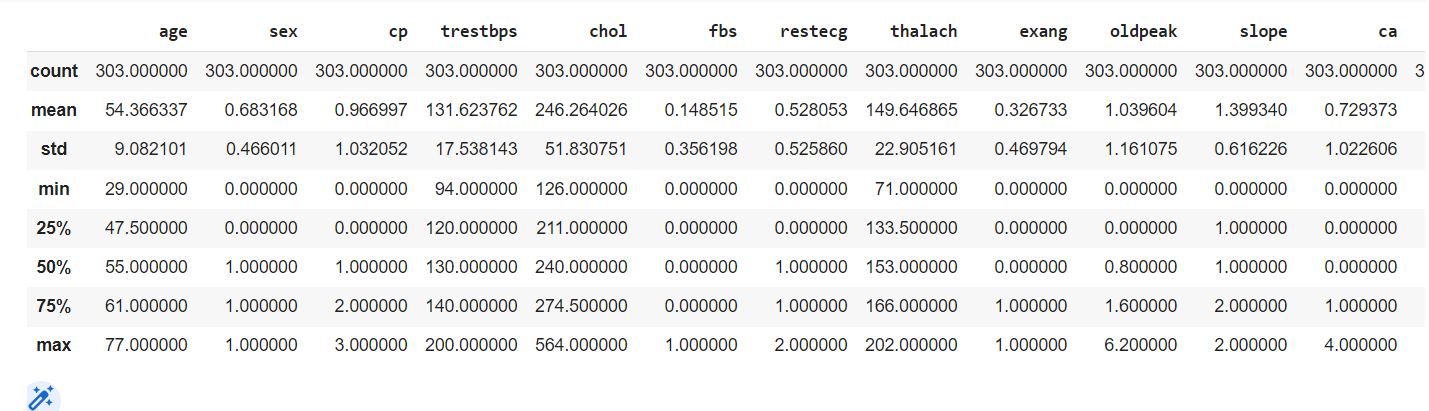 age sex cp trestbps chol fbs restecg thalach exang oldpeak slope ca
count 303.000000 303.000000 303.000000 303.000000 303.000000 303.000000 303.000000 303.000000 303.000000 303.000000 303.000000 303.000000 3
mean 54.366337 0.683168 0.966997 131.623762 246.264026 0.148515 0.528053 149.646865 0.326733 1.039604 1.399340 0.729373
std 9.082101 0.466011 1.032052 17.538143 51.830751 0.356198 0.525860 22.905161 0.469794 1.161075 0.616226 1.022606
min 29.000000 0.000000 0.000000 94.000000 126.000000 0.000000 0.000000 71.000000 0.000000 0.000000 0.000000 0.000000
25% 47.500000 0.000000 0.000000 120.000000 211.000000 0.000000 0.000000 133.500000 0.000000 0.000000 1.000000 0.000000
50% 55.000000 1.000000 1.000000 130.000000 240.000000 0.000000 1.000000 153.000000 0.000000 0.800000 1.000000 0.000000
75% 61.000000 1.000000 2.000000 140.000000 274.500000 0.000000 1.000000 166.000000 1.000000 1.600000 2.000000 1.000000
max 77.000000 1.000000 3.000000 200.000000 564.000000 1.000000 2.000000 202.000000 1.000000 6.200000 2.000000 4.000000